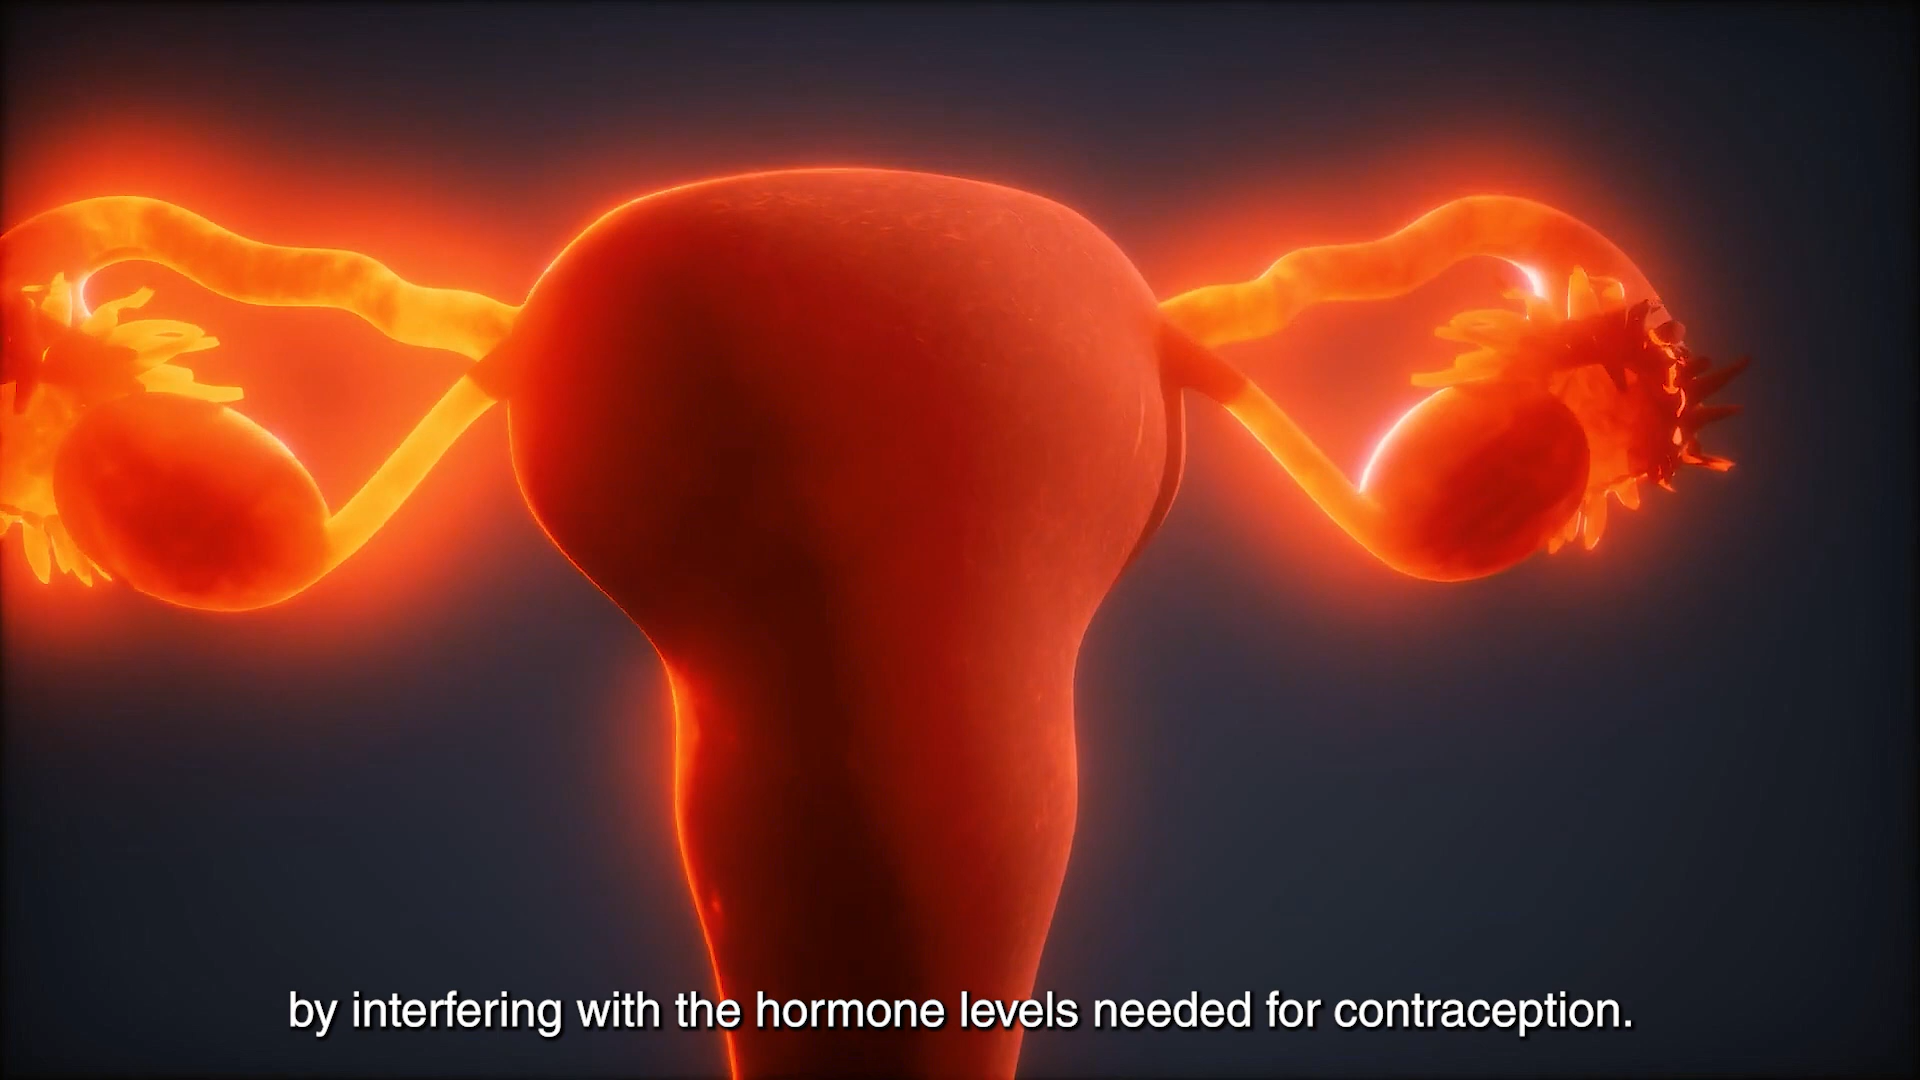 by interfering with the hormone levels needed for contraception.